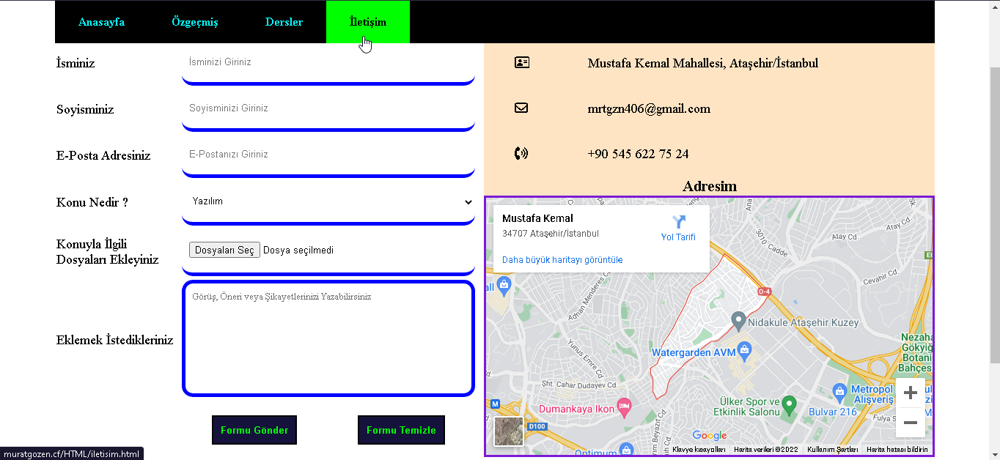 Anasayfa
Özgeçmiş
Dersler
İletişim
İsminiz
İsminizi Giriniz
Soyisminiz
Soyisminizi Giriniz
E-Posta Adresiniz
E-Postanızı Giriniz
Konu Nedir ?
Yazılım
Konuyla İlgili
Dosyaları Ekleyiniz
Dosyaları Seç Dosya seçilmedi
Eklemek İstedikleriniz
Görüş, Öneri veya Şikayetlerinizi Yazabilirsiniz
Formu Gönder
Formu Temizle
Mustafa Kemal Mahallesi, Ataşehir/İstanbul
mrtgzn406@gmail.com
+90 545 622 75 24
Adresim
Mustafa Kemal
34707 Ataşehir/İstanbul
Yol Tarifi
Daha büyük haritayı görüntüle
3010 Cadde
Atay Cd.
Atay Cd.
Cevahir Cd.
Adnan Menderes Cd.
O-4
Nidakule Ataşehir Kuzey
Watergarden AVM
Yunus Emre Cd.
Şht. Cahar Dudayev Cd.
Dumankaya Ikon
Ülker Spor ve
Etkinlik Salonu
Metropol
Alışveriş
Bulvar 216
M
D100
Google
Klavye kısayolları
Harita verileri ©2022
Kullanım Şartları
Harita hatası bildirin
muratgozen.cf/HTML/iletisim.html